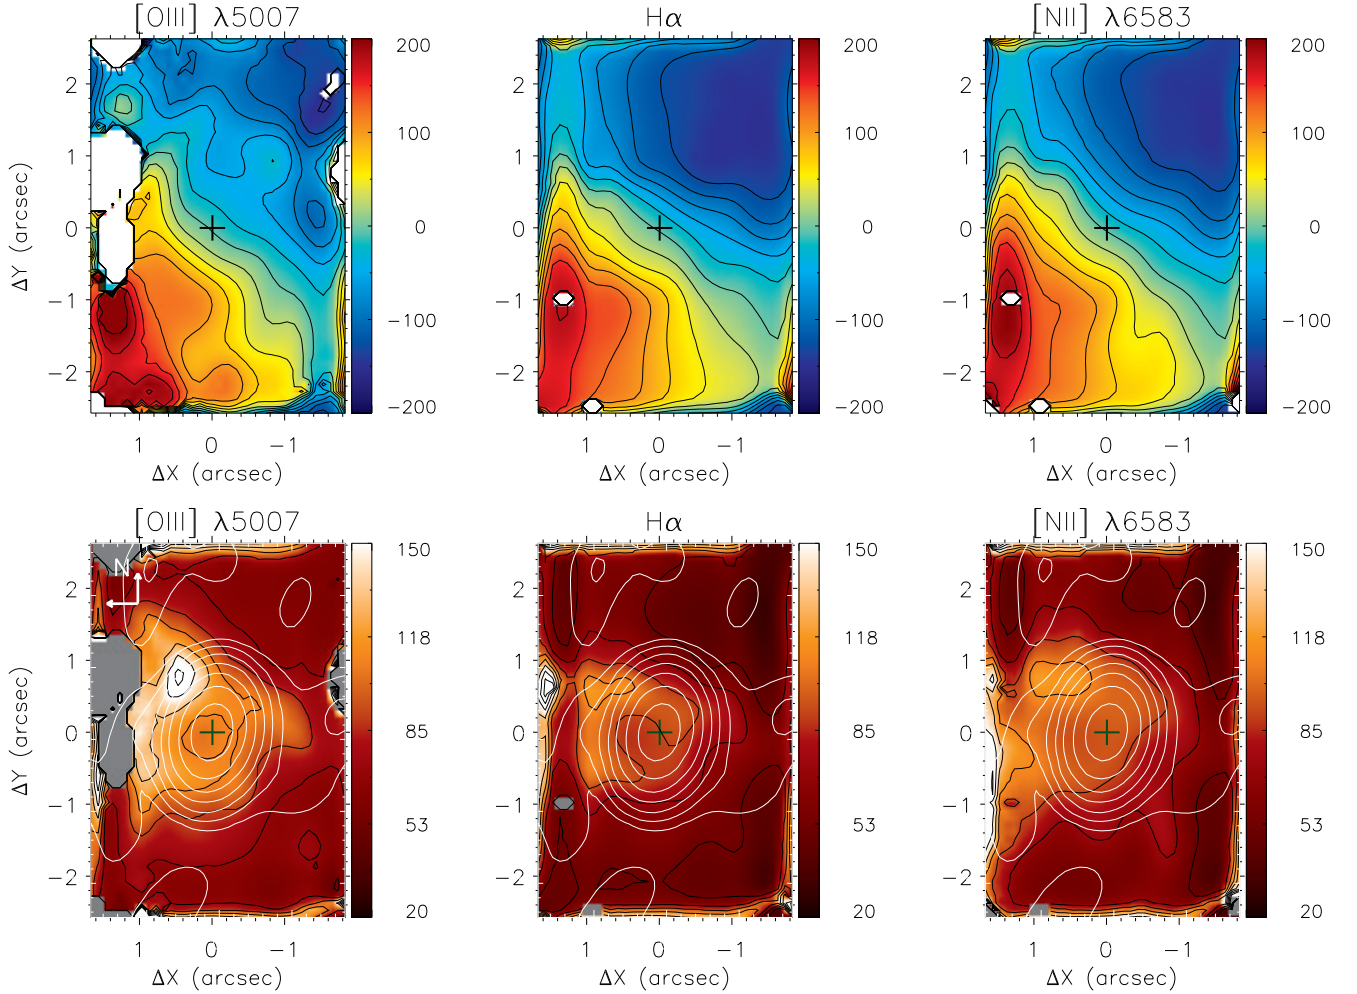 [OIII] λ5007 Hα [NII] λ6583
200 200 200
2 2 2
100 100 100
1 1 1
ΔY (arcsec)
0 0 0 0 0 0
−1 −1 −1
−100 −100 −100
−2 −2 −2
−200 −200 −200
1 0 −1 1 0 −1 1 0 −1
ΔX (arcsec) ΔX (arcsec) ΔX (arcsec)
[OIII] λ5007 Hα [NII] λ6583
150 150 150
N
2 2 2
118 118 118
1 1 1
ΔY (arcsec)
0 85 0 85 0 85
−1 −1 −1
53 53 53
−2 −2 −2
20 20 20
1 0 −1 1 0 −1 1 0 −1
ΔX (arcsec) ΔX (arcsec) ΔX (arcsec)